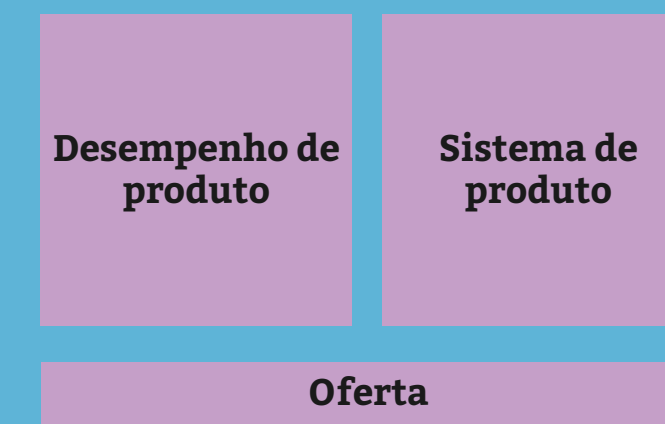 Desempenho de
produto
Sistema de
produto
Oferta